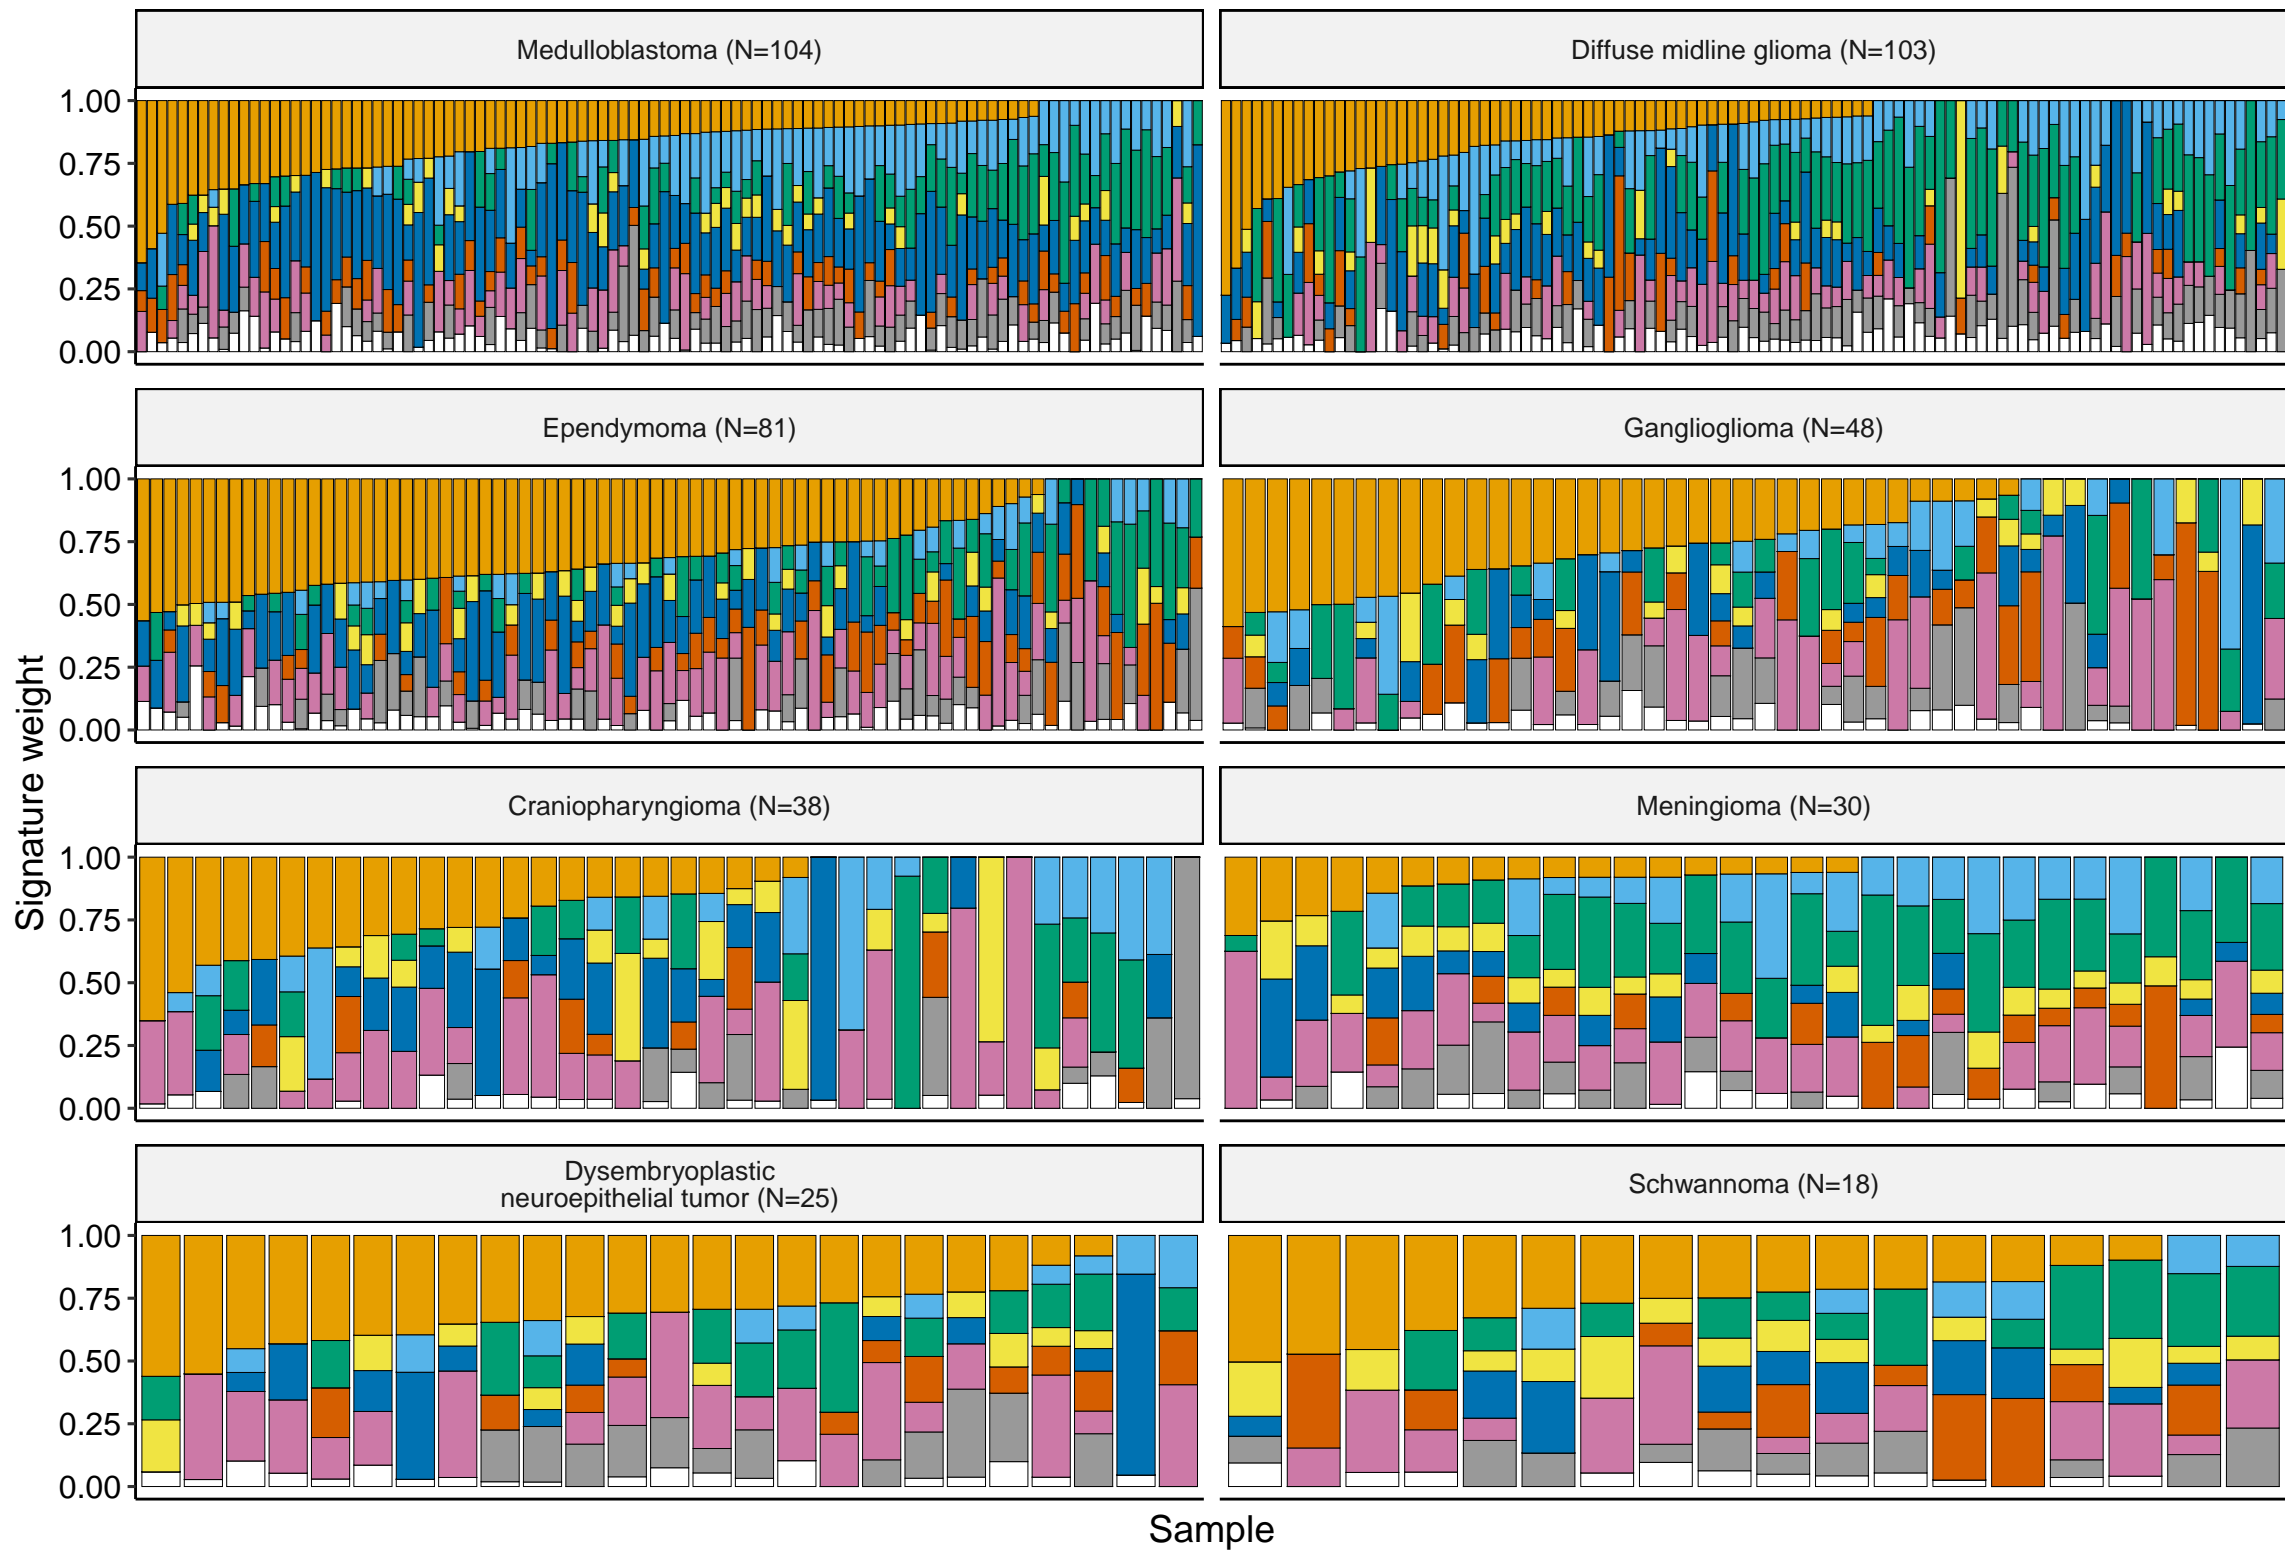 Medulloblastoma (N=104)
Diffuse midline glioma (N=103)
1.00
0.75
0.50
0.25
0.00
Ependymoma (N=81)
Ganglioglioma (N=48)
1.00
0.75
0.50
0.25
0.00
Signature weight
Craniopharyngioma (N=38)
Meningioma (N=30)
1.00
0.75
0.50
0.25
0.00
Dysembryoplastic
neuroepithelial tumor (N=25)
Schwannoma (N=18)
1.00
0.75
0.50
0.25
0.00
Sample